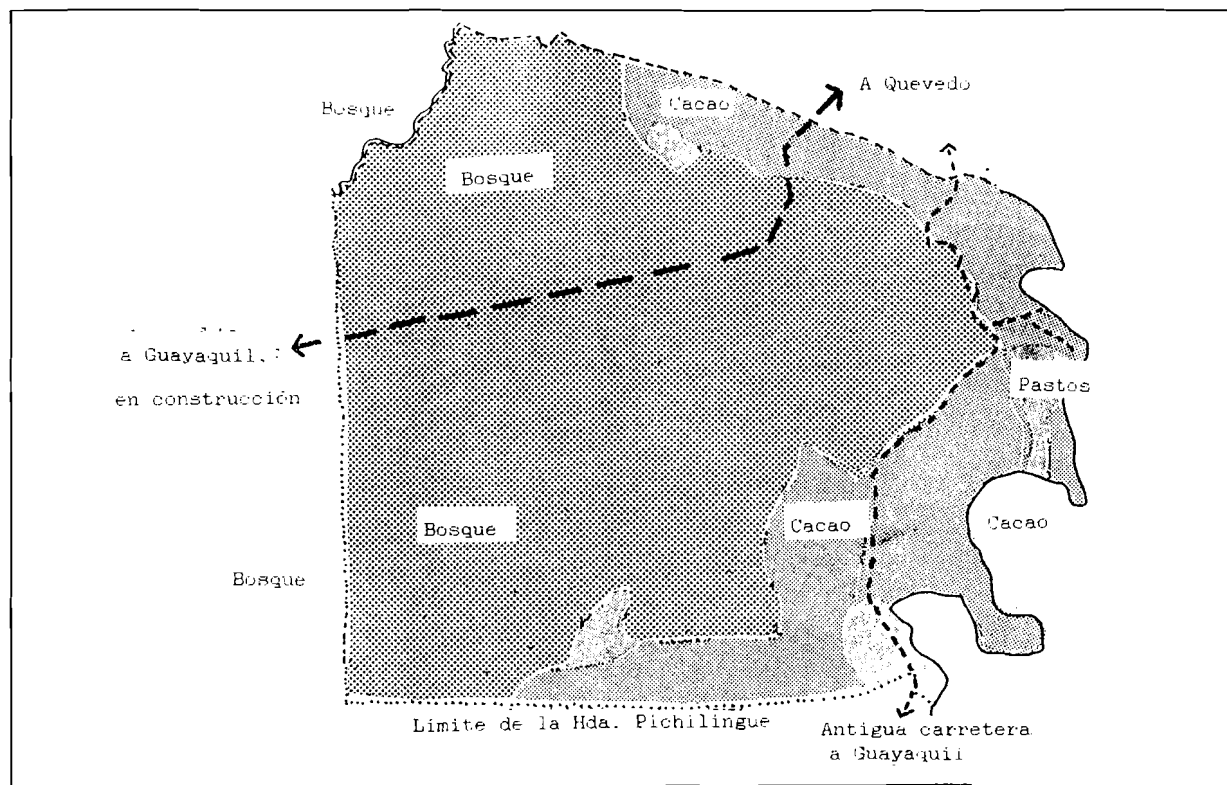 A Quevedo
Cacao
Bosque
Bosque
a Guayaquil,
en construcción
Pastos
Bosque
Cacao
Cacao
Bosque
Limite de la Hda. Pichilingue
Antigua carretera
a Guayaquil